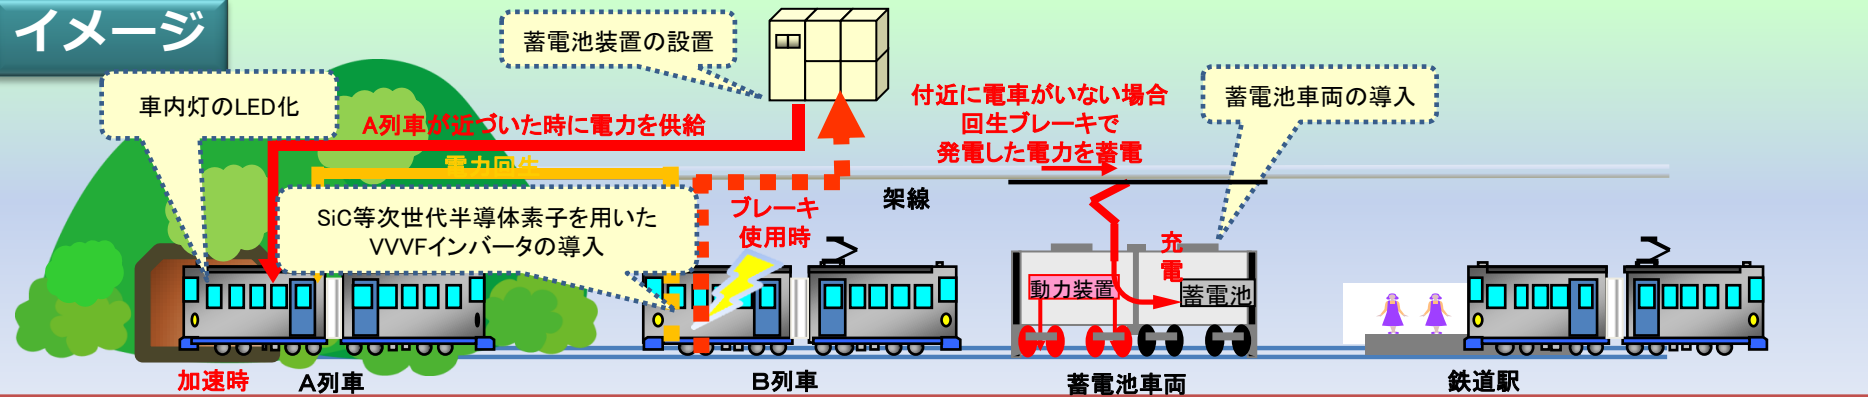 イメージ
蓄電池装置の設置
車内灯のLED化
A列車が近づいた時に電力を供給
電力回生
付近に電車がいない場合
回生ブレーキで
発電した電力を蓄電
蓄電池車両の導入
架線
SiC等次世代半導体素子を用いた
VVVFインバータの導入
ブレーキ
使用時
充
電
動力装置
蓄電池
加速時
A列車
B列車
蓄電池車両
鉄道駅